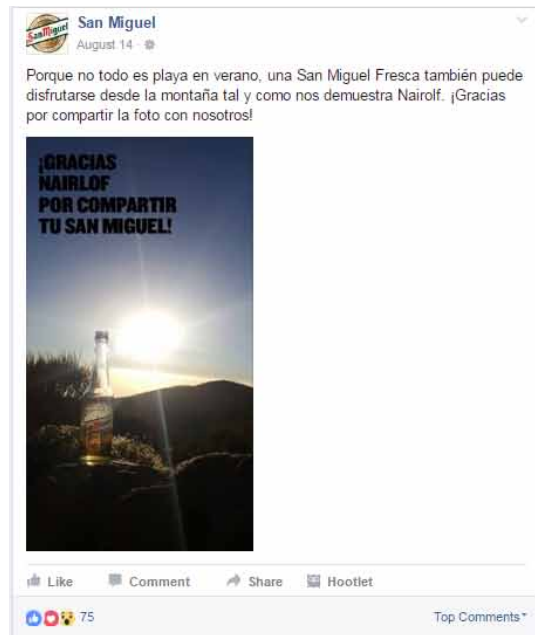 San Miguel
San Miguel
August 14
Porque no todo es playa en verano, una San Miguel Fresca también puede
disfrutarse desde la montaña tal y como nos demuestra Nairolf. ¡Gracias
por compartir la foto con nosotros!
¡GRACIAS
NAIRLOF
POR COMPARTIR
TU SAN MIGUEL!
Like Comment Share Hootlet
75 Top Comments